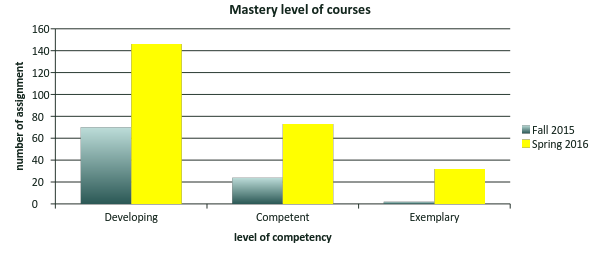 Mastery level of courses
number of assignment
160
140
120
100
80
60
40
20
0
Developing
Competent
Exemplary
level of competency
Fall 2015
Spring 2016